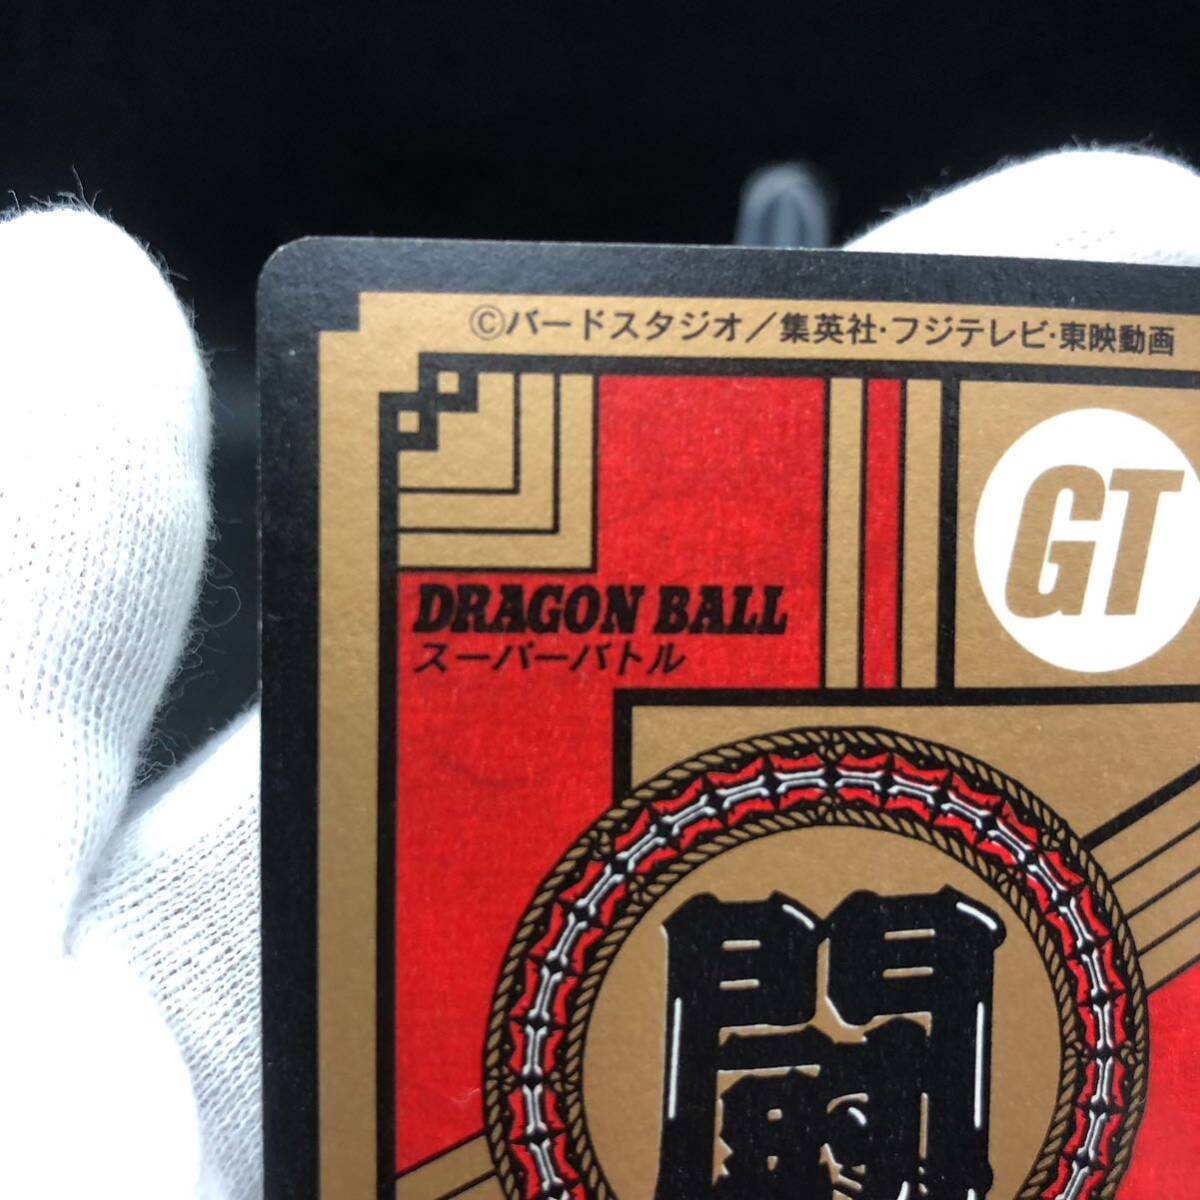 ©バードスタジオ／集英社・フジテレビ・東映動画
GT
DRAGON BALL
スーパーバトル
闘